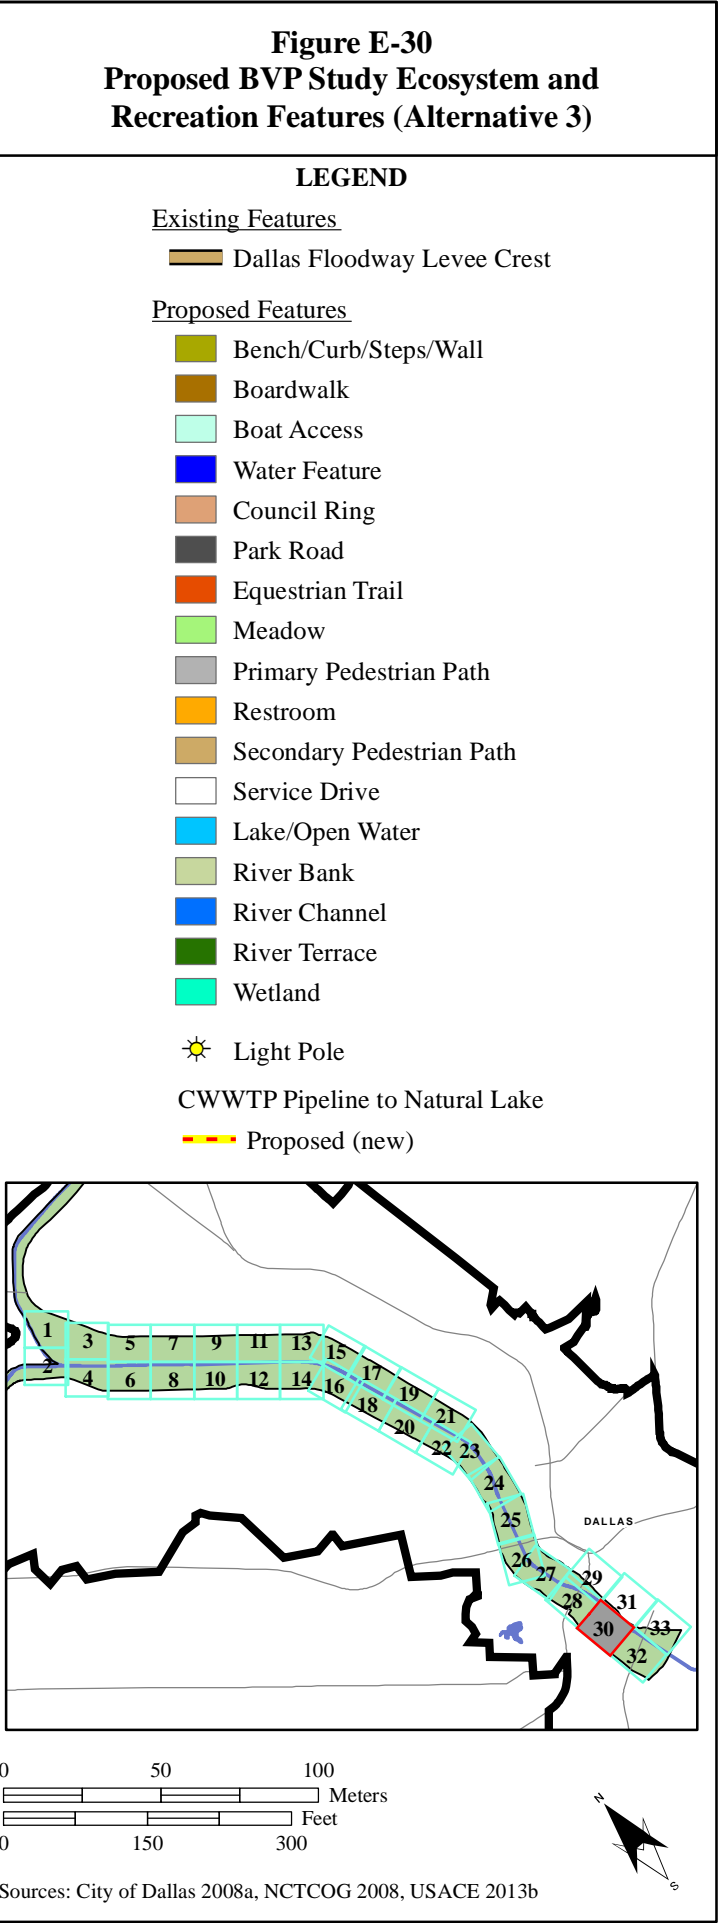 Figure E-30
Proposed BVP Study Ecosystem and
Recreation Features (Alternative 3)
LEGEND
Existing Features
Dallas Floodway Levee Crest
Proposed Features
Bench/Curb/Steps/Wall
Boardwalk
Boat Access
Water Feature
Council Ring
Park Road
Equestrian Trail
Meadow
Primary Pedestrian Path
Restroom
Secondary Pedestrian Path
Service Drive
Lake/Open Water
River Bank
River Channel
River Terrace
Wetland
Light Pole
CWWTP Pipeline to Natural Lake
Proposed (new)
1 3 5 7 9 11 13 15
2 4 6 8 10 12 14 16
17
18
19
20
21
22
23
24
25
DALLAS
26
27
28
29
30
31
32
33
0 50 100
Meters
Feet
0 150 300
N
S
Sources: City of Dallas 2008a, NCTCOG 2008, USACE 2013b